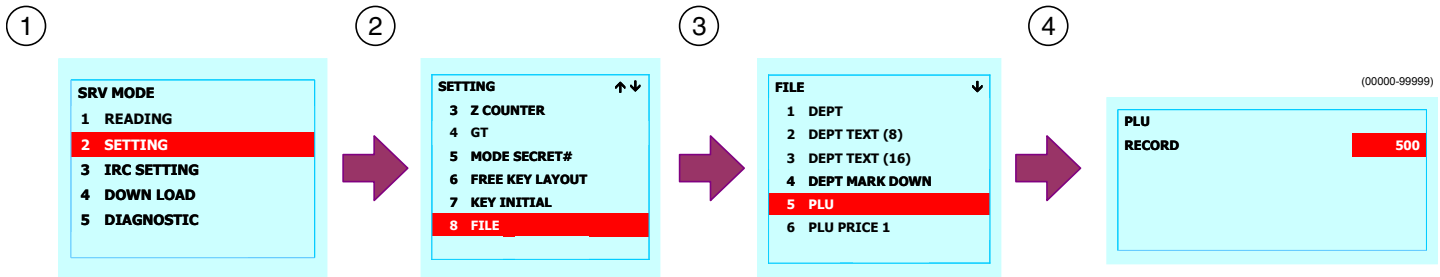 1
SRV MODE
1 READING
2 SETTING
3 IRC SETTING
4 DOWN LOAD
5 DIAGNOSTIC
2
SETTING ↑↓
3 Z COUNTER
4 GT
5 MODE SECRET#
6 FREE KEY LAYOUT
7 KEY INITIAL
8 FILE
3
FILE ↓
1 DEPT
2 DEPT TEXT (8)
3 DEPT TEXT (16)
4 DEPT MARK DOWN
5 PLU
6 PLU PRICE 1
4
(00000-99999)
PLU
RECORD 500